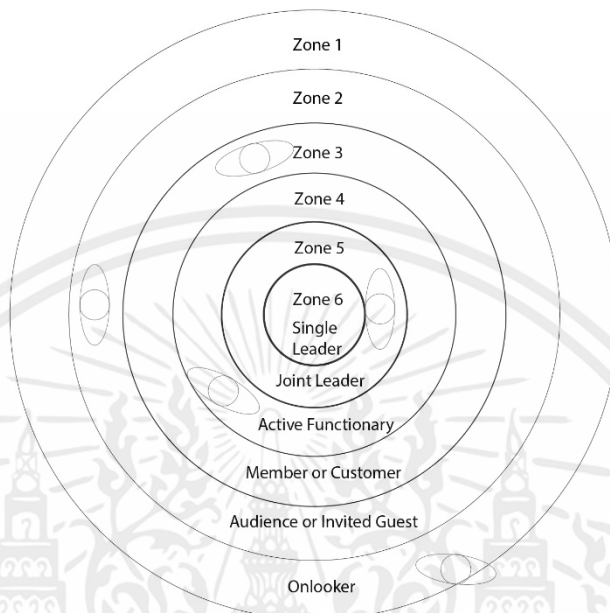 Zone 1
Zone 2
Zone 3
Zone 4
Zone 5
Zone 6
Single
Leader
Joint Leader
Active Functionary
Member or Customer
Audience or Invited Guest
Onlooker